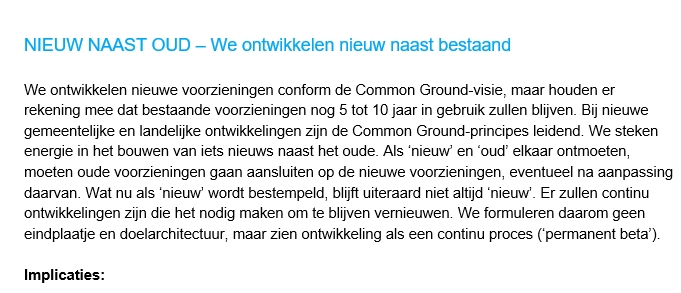 NIEUW NAAST OUD – We ontwikkelen nieuw naast bestaand
We ontwikkelen nieuwe voorzieningen conform de Common Ground-visie, maar houden er
rekening mee dat bestaande voorzieningen nog 5 tot 10 jaar in gebruik zullen blijven. Bij nieuwe
gemeentelijke en landelijke ontwikkelingen zijn de Common Ground-principes leidend. We steken
energie in het bouwen van iets nieuws naast het oude. Als ‘nieuw’ en ‘oud’ elkaar ontmoeten,
moeten oude voorzieningen gaan aansluiten op de nieuwe voorzieningen, eventueel na aanpassing
daarvan. Wat nu als ‘nieuw’ wordt bestempeld, blijft uiteraard niet altijd ‘nieuw’. Er zullen continu
ontwikkelingen zijn die het nodig maken om te blijven vernieuwen. We formuleren daarom geen
eindplaatje en doelarchitectuur, maar zien ontwikkeling als een continu proces (‘permanent beta’).
Implicaties: